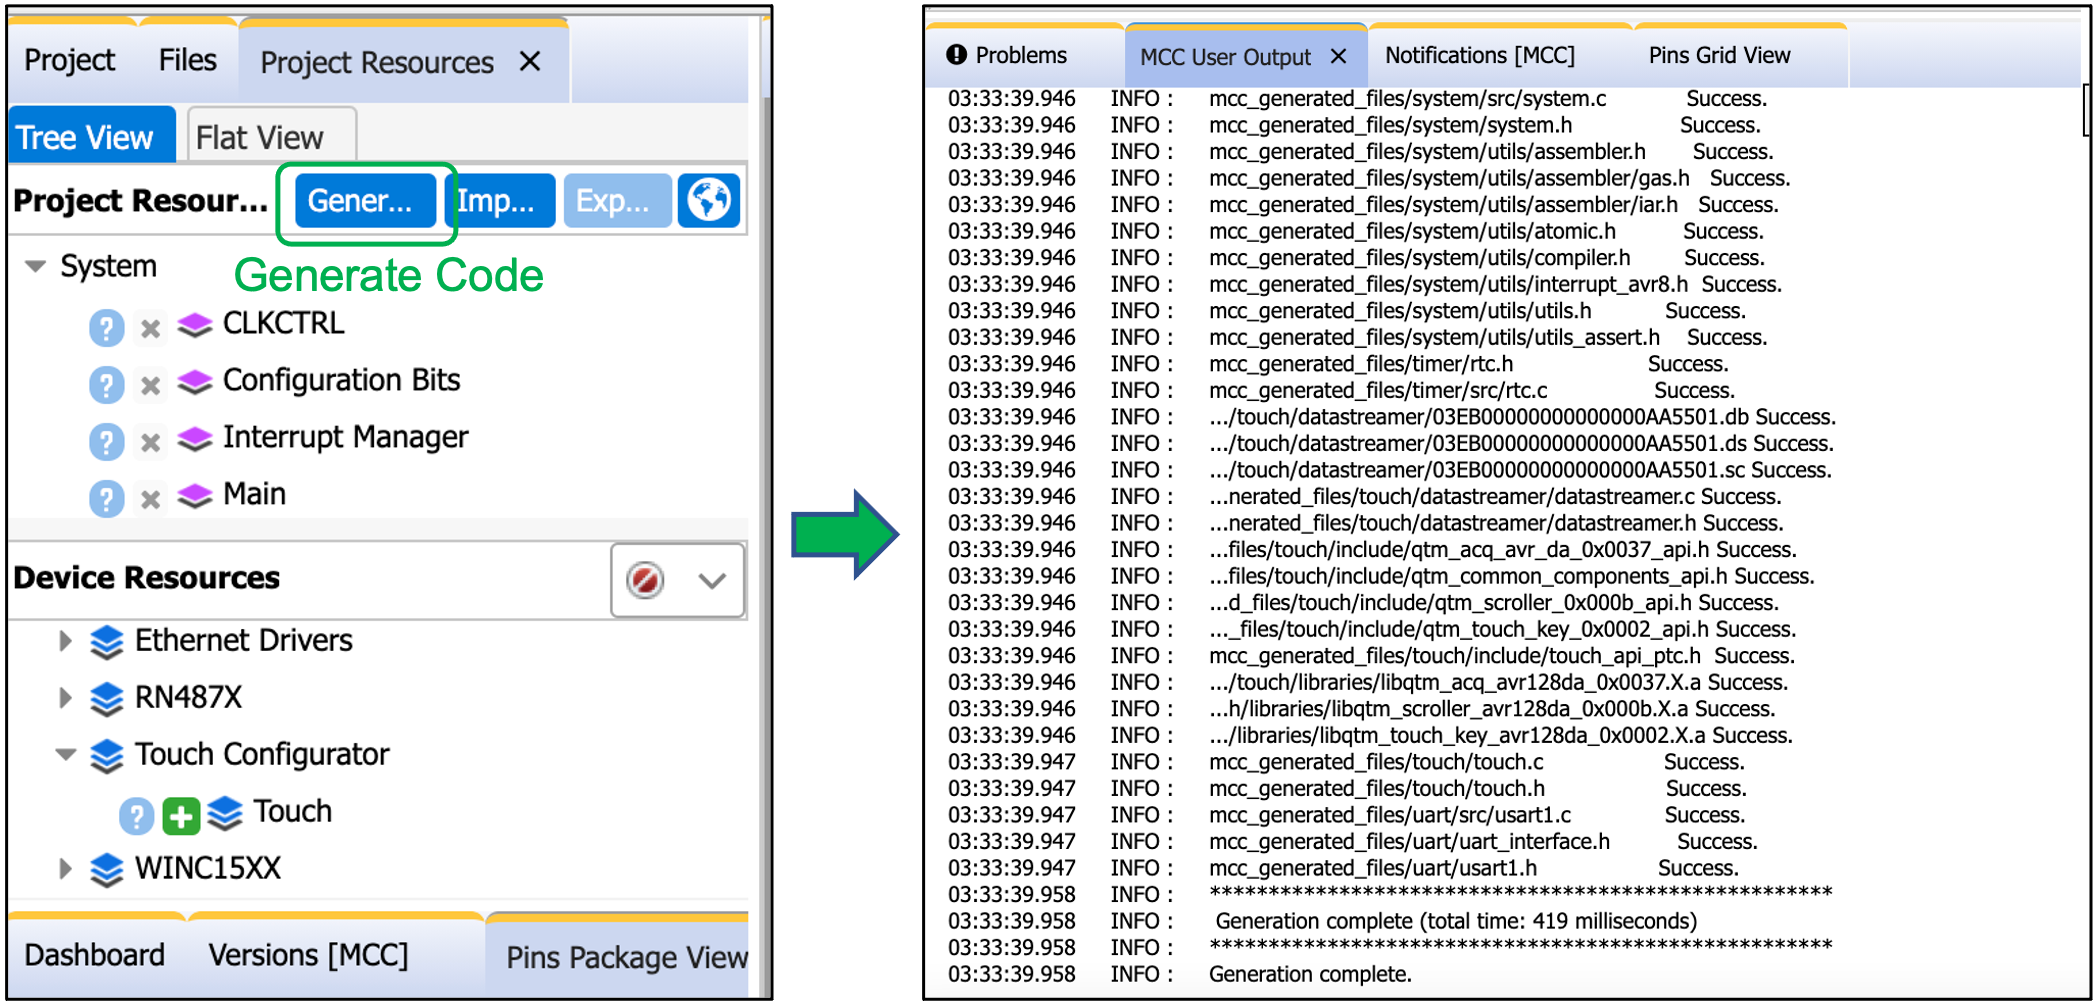 Project Files Project Resources ×
Tree View Flat View
Project Resour... Gener... Imp... Exp...
Generate Code
System
? × CLKCTRL
? × Configuration Bits
? × Interrupt Manager
? × Main
Device Resources
Ethernet Drivers
RN487X
Touch Configurator
? + Touch
WINC15XX
Dashboard Versions [MCC] Pins Package View
Problems MCC User Output × Notifications [MCC] Pins Grid View
03:33:39.946 INFO : mcc_generated_files/system/src/system.c Success.
03:33:39.946 INFO : mcc_generated_files/system/system.h Success.
03:33:39.946 INFO : mcc_generated_files/system/utils/assembler.h Success.
03:33:39.946 INFO : mcc_generated_files/system/utils/assembler/gas.h Success.
03:33:39.946 INFO : mcc_generated_files/system/utils/assembler/iar.h Success.
03:33:39.946 INFO : mcc_generated_files/system/utils/atomic.h Success.
03:33:39.946 INFO : mcc_generated_files/system/utils/compiler.h Success.
03:33:39.946 INFO : mcc_generated_files/system/utils/interrupt_avr8.h Success.
03:33:39.946 INFO : mcc_generated_files/system/utils/utils.h Success.
03:33:39.946 INFO : mcc_generated_files/system/utils/utils_assert.h Success.
03:33:39.946 INFO : mcc_generated_files/timer/rtc.h Success.
03:33:39.946 INFO : mcc_generated_files/timer/src/rtc.c Success.
03:33:39.946 INFO : .../touch/datastreamer/03EB00000000000000AA5501.db Success.
03:33:39.946 INFO : .../touch/datastreamer/03EB00000000000000AA5501.ds Success.
03:33:39.946 INFO : .../touch/datastreamer/03EB00000000000000AA5501.sc Success.
03:33:39.946 INFO : ...nerated_files/touch/datastreamer/datastreamer.c Success.
03:33:39.946 INFO : ...nerated_files/touch/datastreamer/datastreamer.h Success.
03:33:39.946 INFO : ...files/touch/include/qtm_acq_avr_da_0x0037_api.h Success.
03:33:39.946 INFO : ...files/touch/include/qtm_common_components_api.h Success.
03:33:39.946 INFO : ...d_files/touch/include/qtm_scroller_0x000b_api.h Success.
03:33:39.946 INFO : ..._files/touch/include/qtm_touch_key_0x0002_api.h Success.
03:33:39.946 INFO : mcc_generated_files/touch/include/touch_api_ptc.h Success.
03:33:39.946 INFO : .../touch/libraries/libqtm_acq_avr128da_0x0037.X.a Success.
03:33:39.946 INFO : ...h/libraries/libqtm_scroller_avr128da_0x000b.X.a Success.
03:33:39.946 INFO : .../libraries/libqtm_touch_key_avr128da_0x0002.X.a Success.
03:33:39.947 INFO : mcc_generated_files/touch/touch.c Success.
03:33:39.947 INFO : mcc_generated_files/touch/touch.h Success.
03:33:39.947 INFO : mcc_generated_files/uart/src/usart1.c Success.
03:33:39.947 INFO : mcc_generated_files/uart/uart_interface.h Success.
03:33:39.947 INFO : mcc_generated_files/uart/usart1.h Success.
03:33:39.958 INFO : *****************************************************
03:33:39.958 INFO : Generation complete (total time: 419 milliseconds)
03:33:39.958 INFO : *****************************************************
03:33:39.958 INFO : Generation complete.